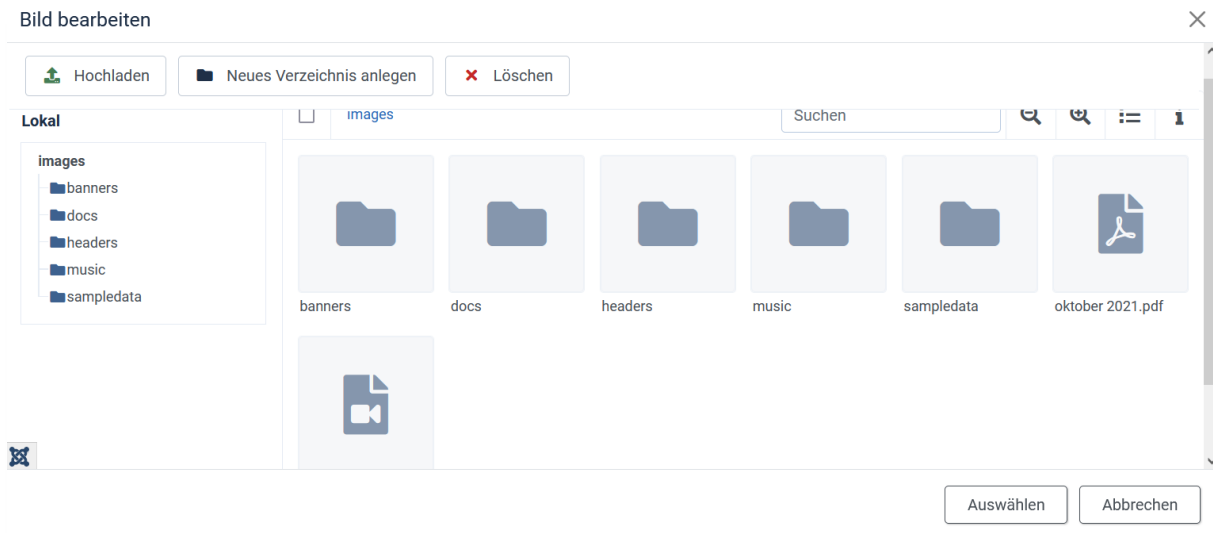 Bild bearbeiten
Hochladen
Neues Verzeichnis anlegen
Löschen
Lokal
images
Suchen
images
banners
docs
headers
music
sampledata
banners
docs
headers
music
sampledata
oktober 2021.pdf
Auswählen
Abbrechen